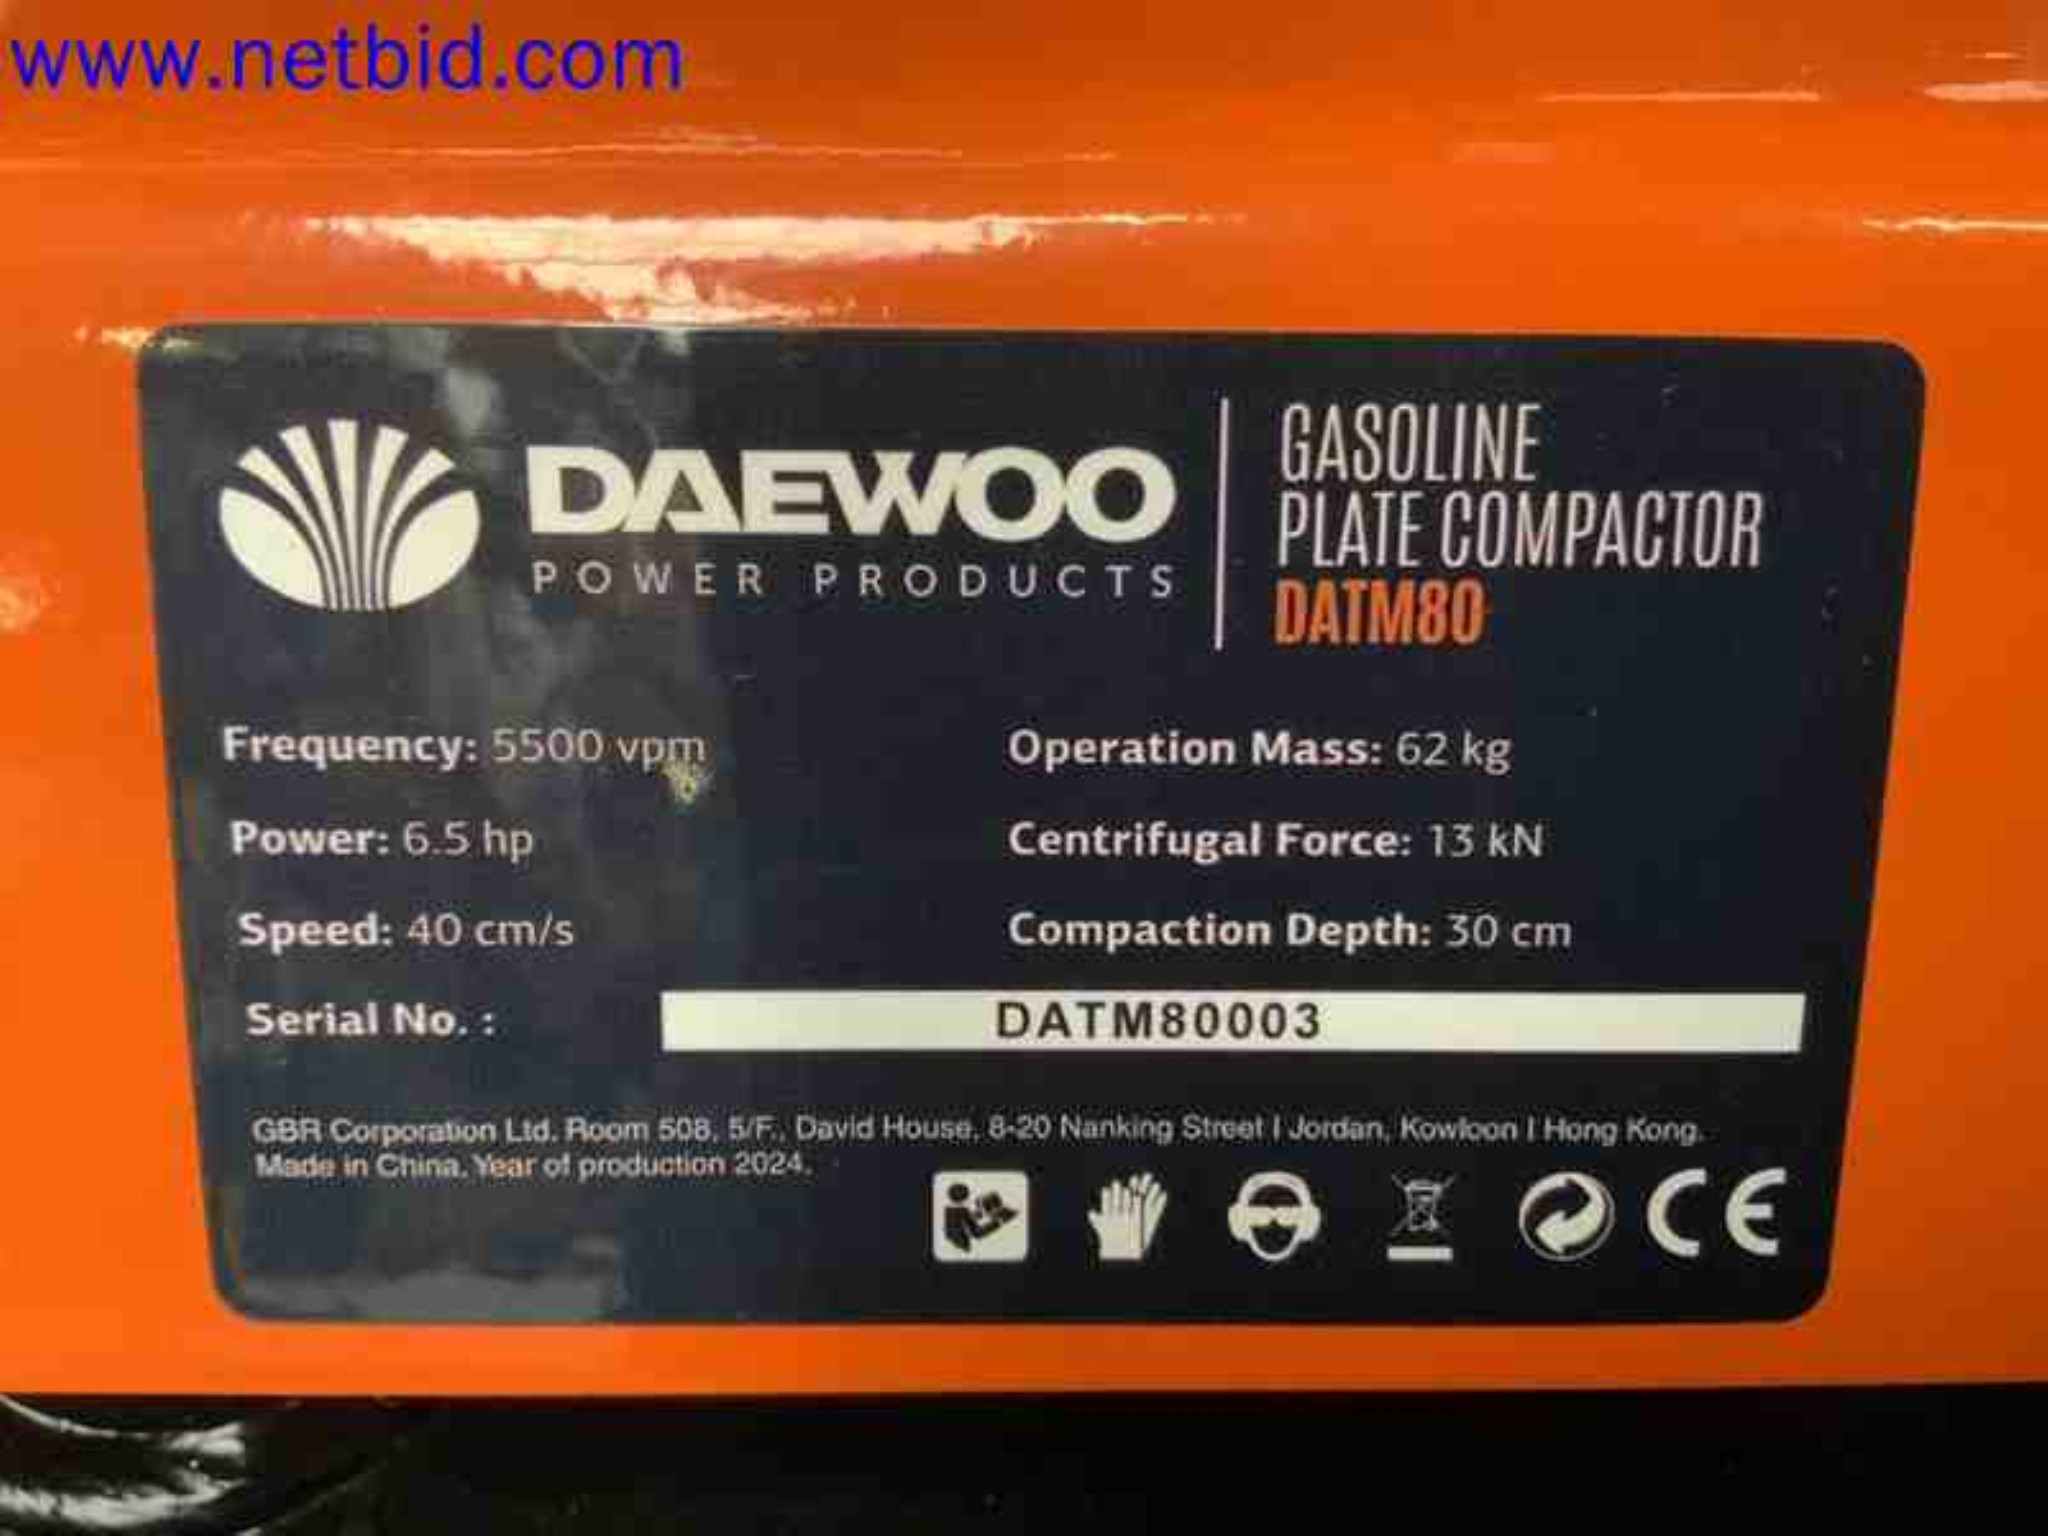 www.netbid.com
DAEWOO
POWER PRODUCTS
GASOLINE
PLATE COMPACTOR
DATM80
Frequency: 5500 vpm
Operation Mass: 62 kg
Power: 6.5 hp
Centrifugal Force: 13 kN
Speed: 40 cm/s
Compaction Depth: 30 cm
Serial No. : DATM80003
GBR Corporation Ltd. Room 508, 5/F., David House, 8-20 Nanking Street I Jordan, Kowloon I Hong Kong.
Made in China. Year of production 2024.
CE